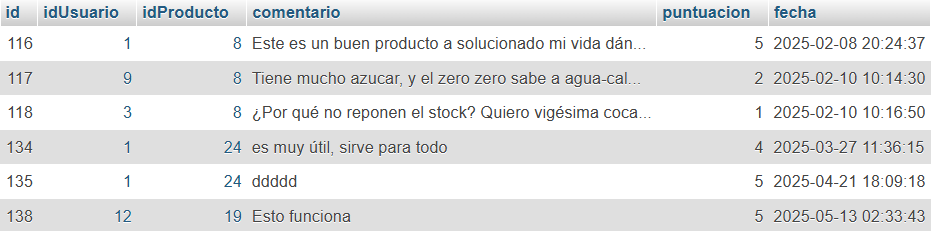 id idUsuario idProducto comentario puntuacion fecha
116 1 8 Este es un buen producto a solucionado mi vida dán... 5 2025-02-08 20:24:37
117 9 8 Tiene mucho azucar, y el zero zero sabe a agua-cal... 2 2025-02-10 10:14:30
118 3 8 ¿Por qué no reponen el stock? Quiero vigésima coca... 1 2025-02-10 10:16:50
134 1 24 es muy útil, sirve para todo 4 2025-03-27 11:36:15
135 1 24 ddddd 5 2025-04-21 18:09:18
138 12 19 Esto funciona 5 2025-05-13 02:33:43